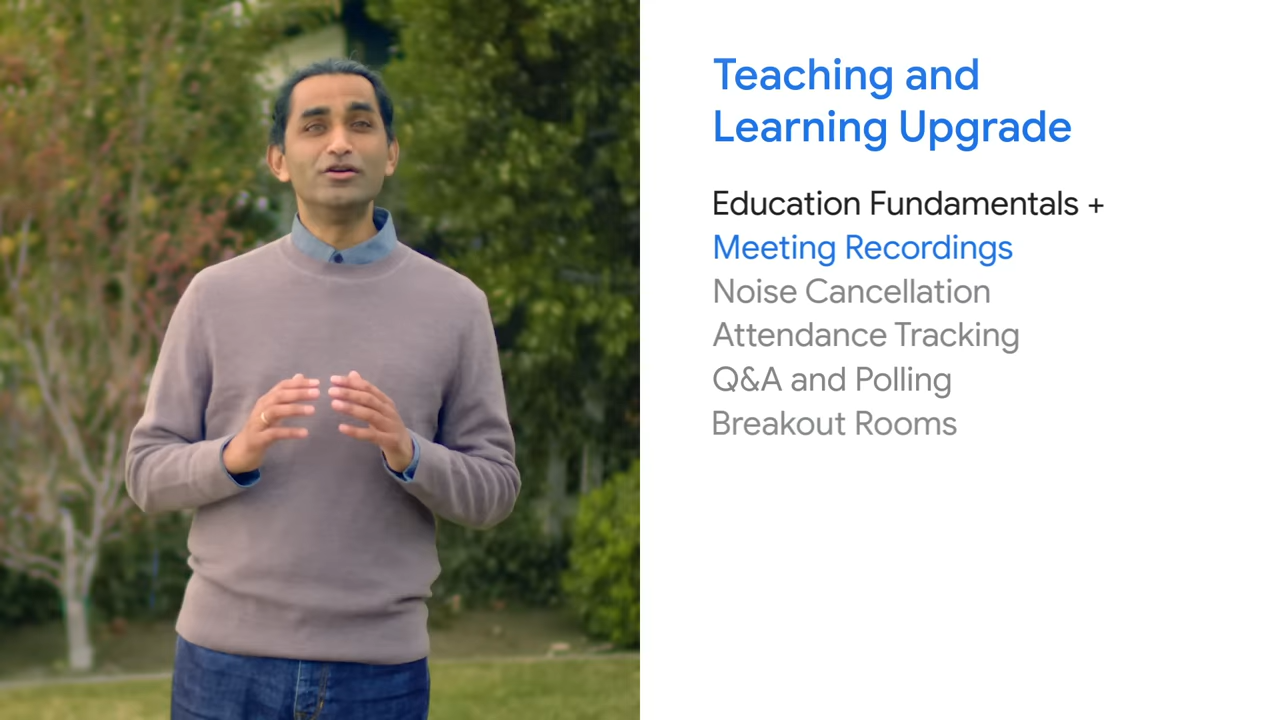 Teaching and
Learning Upgrade
Education Fundamentals +
Meeting Recordings
Noise Cancellation
Attendance Tracking
Q&A and Polling
Breakout Rooms